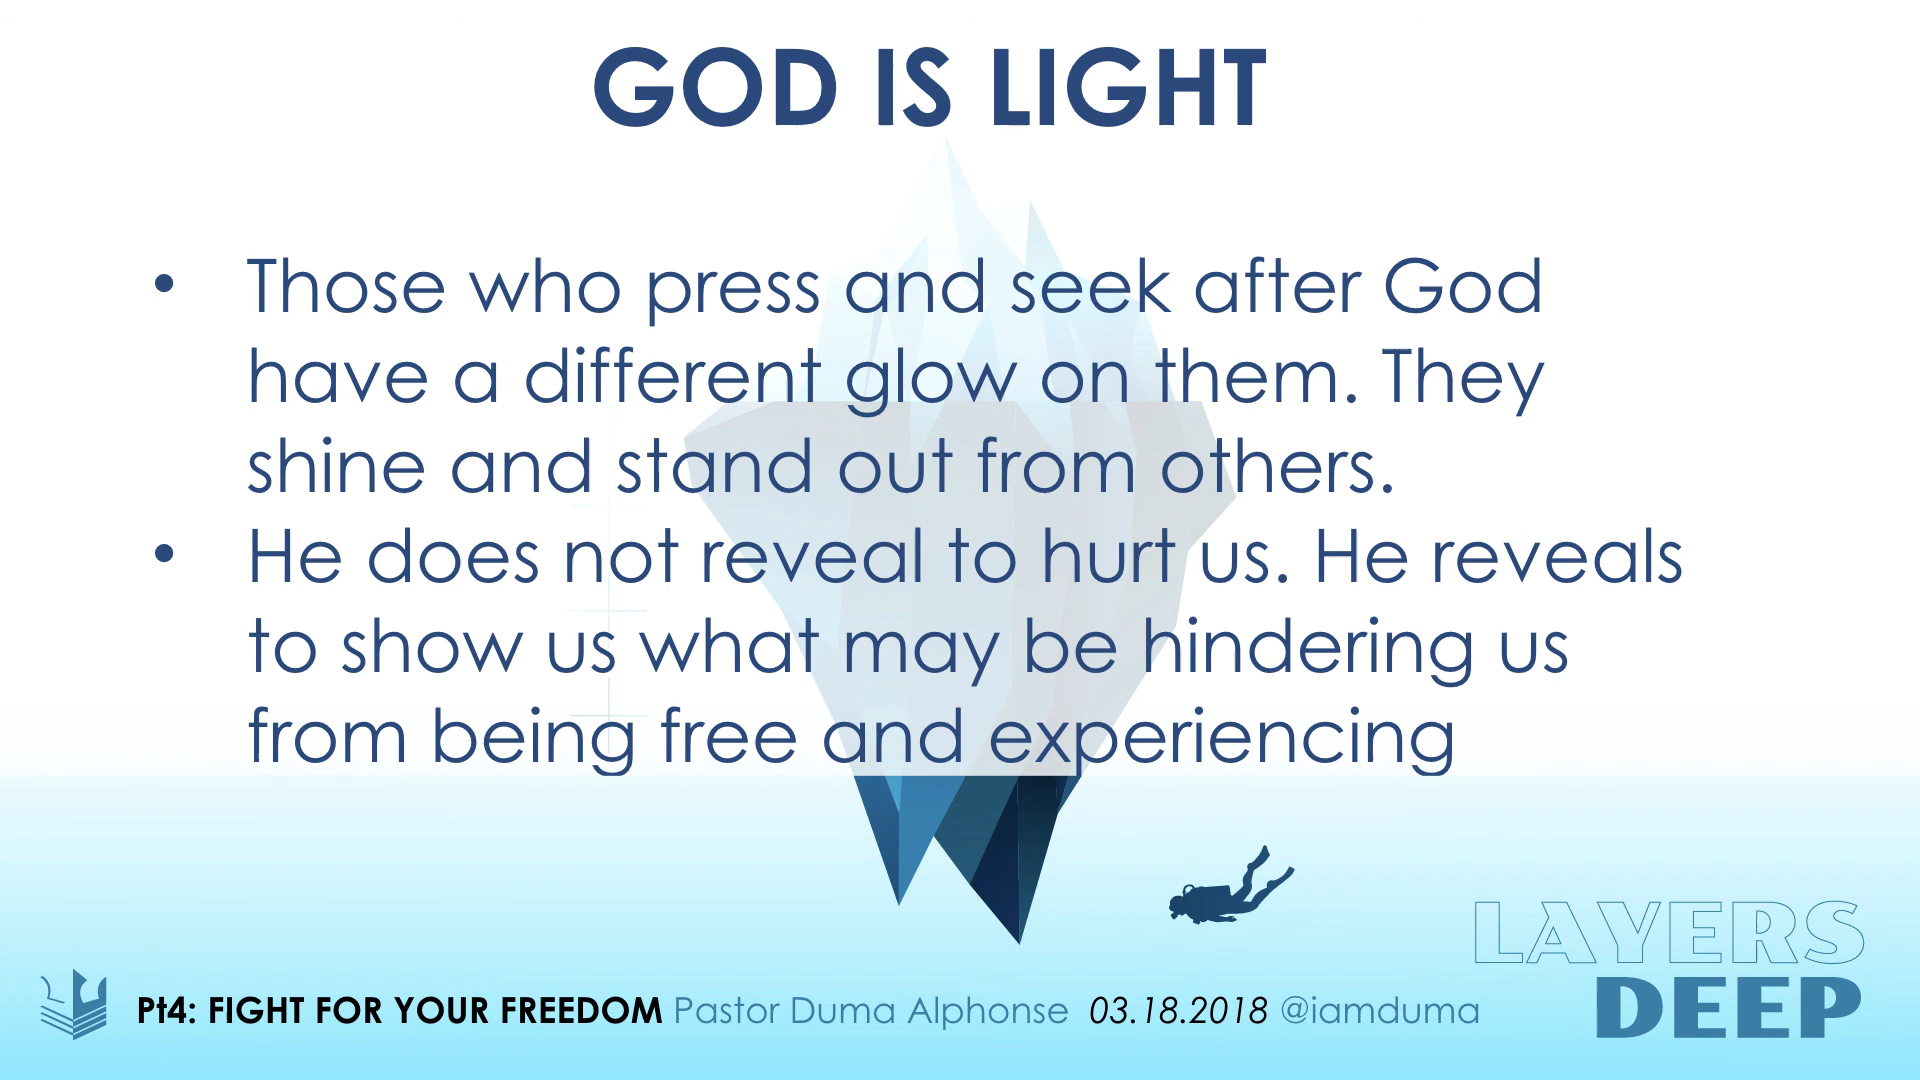 GOD IS LIGHT
• Those who press and seek after God
have a different glow on them. They
shine and stand out from others.
• He does not reveal to hurt us. He reveals
to show us what may be hindering us
from being free and experiencing
LAYERS
DEEP
Pt4: FIGHT FOR YOUR FREEDOM Pastor Duma Alphonse 03.18.2018 @iamduma